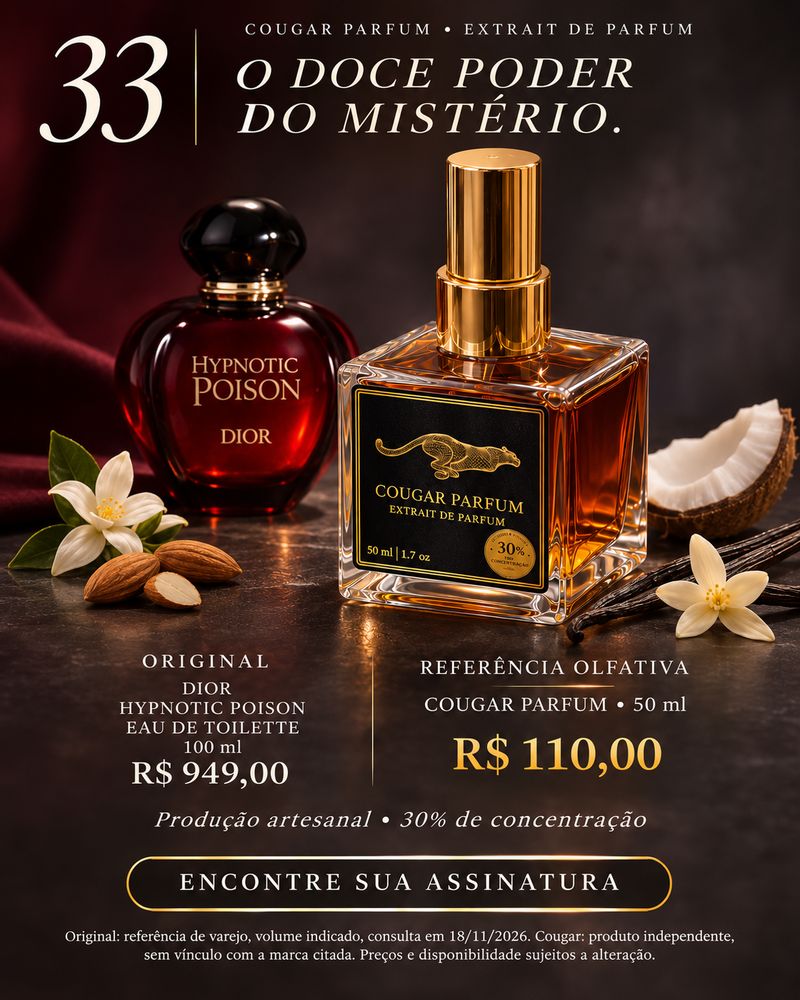 33
COUGAR PARFUM • EXTRAIT DE PARFUM
O DOCE PODER
DO MISTÉRIO.
HYPNOTIC
POISON
DIOR
COUGAR PARFUM
EXTRAIT DE PARFUM
50 ml | 1.7 oz
30%
CONCENTRAÇÃO
ORIGINAL
DIOR
HYPNOTIC POISON
EAU DE TOILETTE
100 ml
R$ 949,00
REFERÊNCIA OLFATIVA
COUGAR PARFUM • 50 ml
R$ 110,00
Produção artesanal • 30% de concentração
ENCONTRE SUA ASSINATURA
Original: referência de varejo, volume indicado, consulta em 18/11/2026. Cougar: produto independente,
sem vínculo com a marca citada. Preços e disponibilidade sujeitos a alteração.